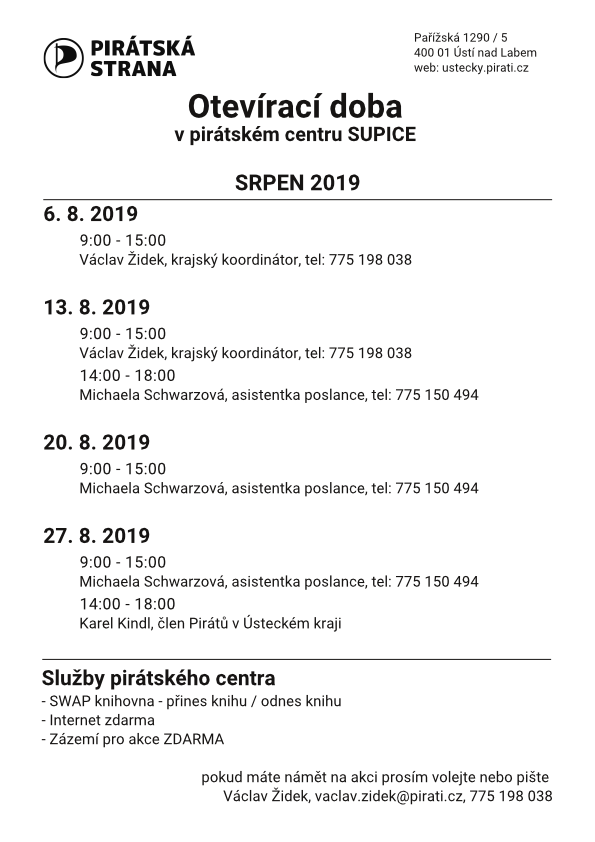 PIRÁTSKÁ
STRANA
Pařížská 1290 / 5
400 01 Ústí nad Labem
web: ustecky.pirati.cz
Otevírací doba
v pirátském centru SUPICE
SRPEN 2019
6. 8. 2019
9:00 - 15:00
Václav Židek, krajský koordinátor, tel: 775 198 038
13. 8. 2019
9:00 - 15:00
Václav Židek, krajský koordinátor, tel: 775 198 038
14:00 - 18:00
Michaela Schwarzová, asistentka poslance, tel: 775 150 494
20. 8. 2019
9:00 - 15:00
Michaela Schwarzová, asistentka poslance, tel: 775 150 494
27. 8. 2019
9:00 - 15:00
Michaela Schwarzová, asistentka poslance, tel: 775 150 494
14:00 - 18:00
Karel Kindl, člen Pirátů v Ústeckém kraji
Služby pirátského centra
- SWAP knihovna - přines knihu / odnes knihu
- Internet zdarma
- Zázemí pro akce ZDARMA
pokud máte námět na akci prosím volejte nebo pište
Václav Židek, vaclav.zidek@pirati.cz, 775 198 038